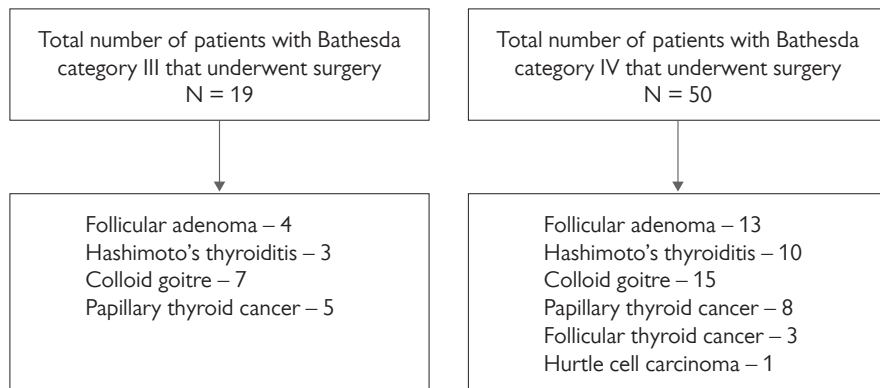 Total number of patients with Bathesda
category III that underwent surgery
N = 19
Total number of patients with Bathesda
category IV that underwent surgery
N = 50
Follicular adenoma – 4
Hashimoto’s thyroiditis – 3
Colloid goitre – 7
Papillary thyroid cancer – 5
Follicular adenoma – 13
Hashimoto’s thyroiditis – 10
Colloid goitre – 15
Papillary thyroid cancer – 8
Follicular thyroid cancer – 3
Hurtle cell carcinoma – 1